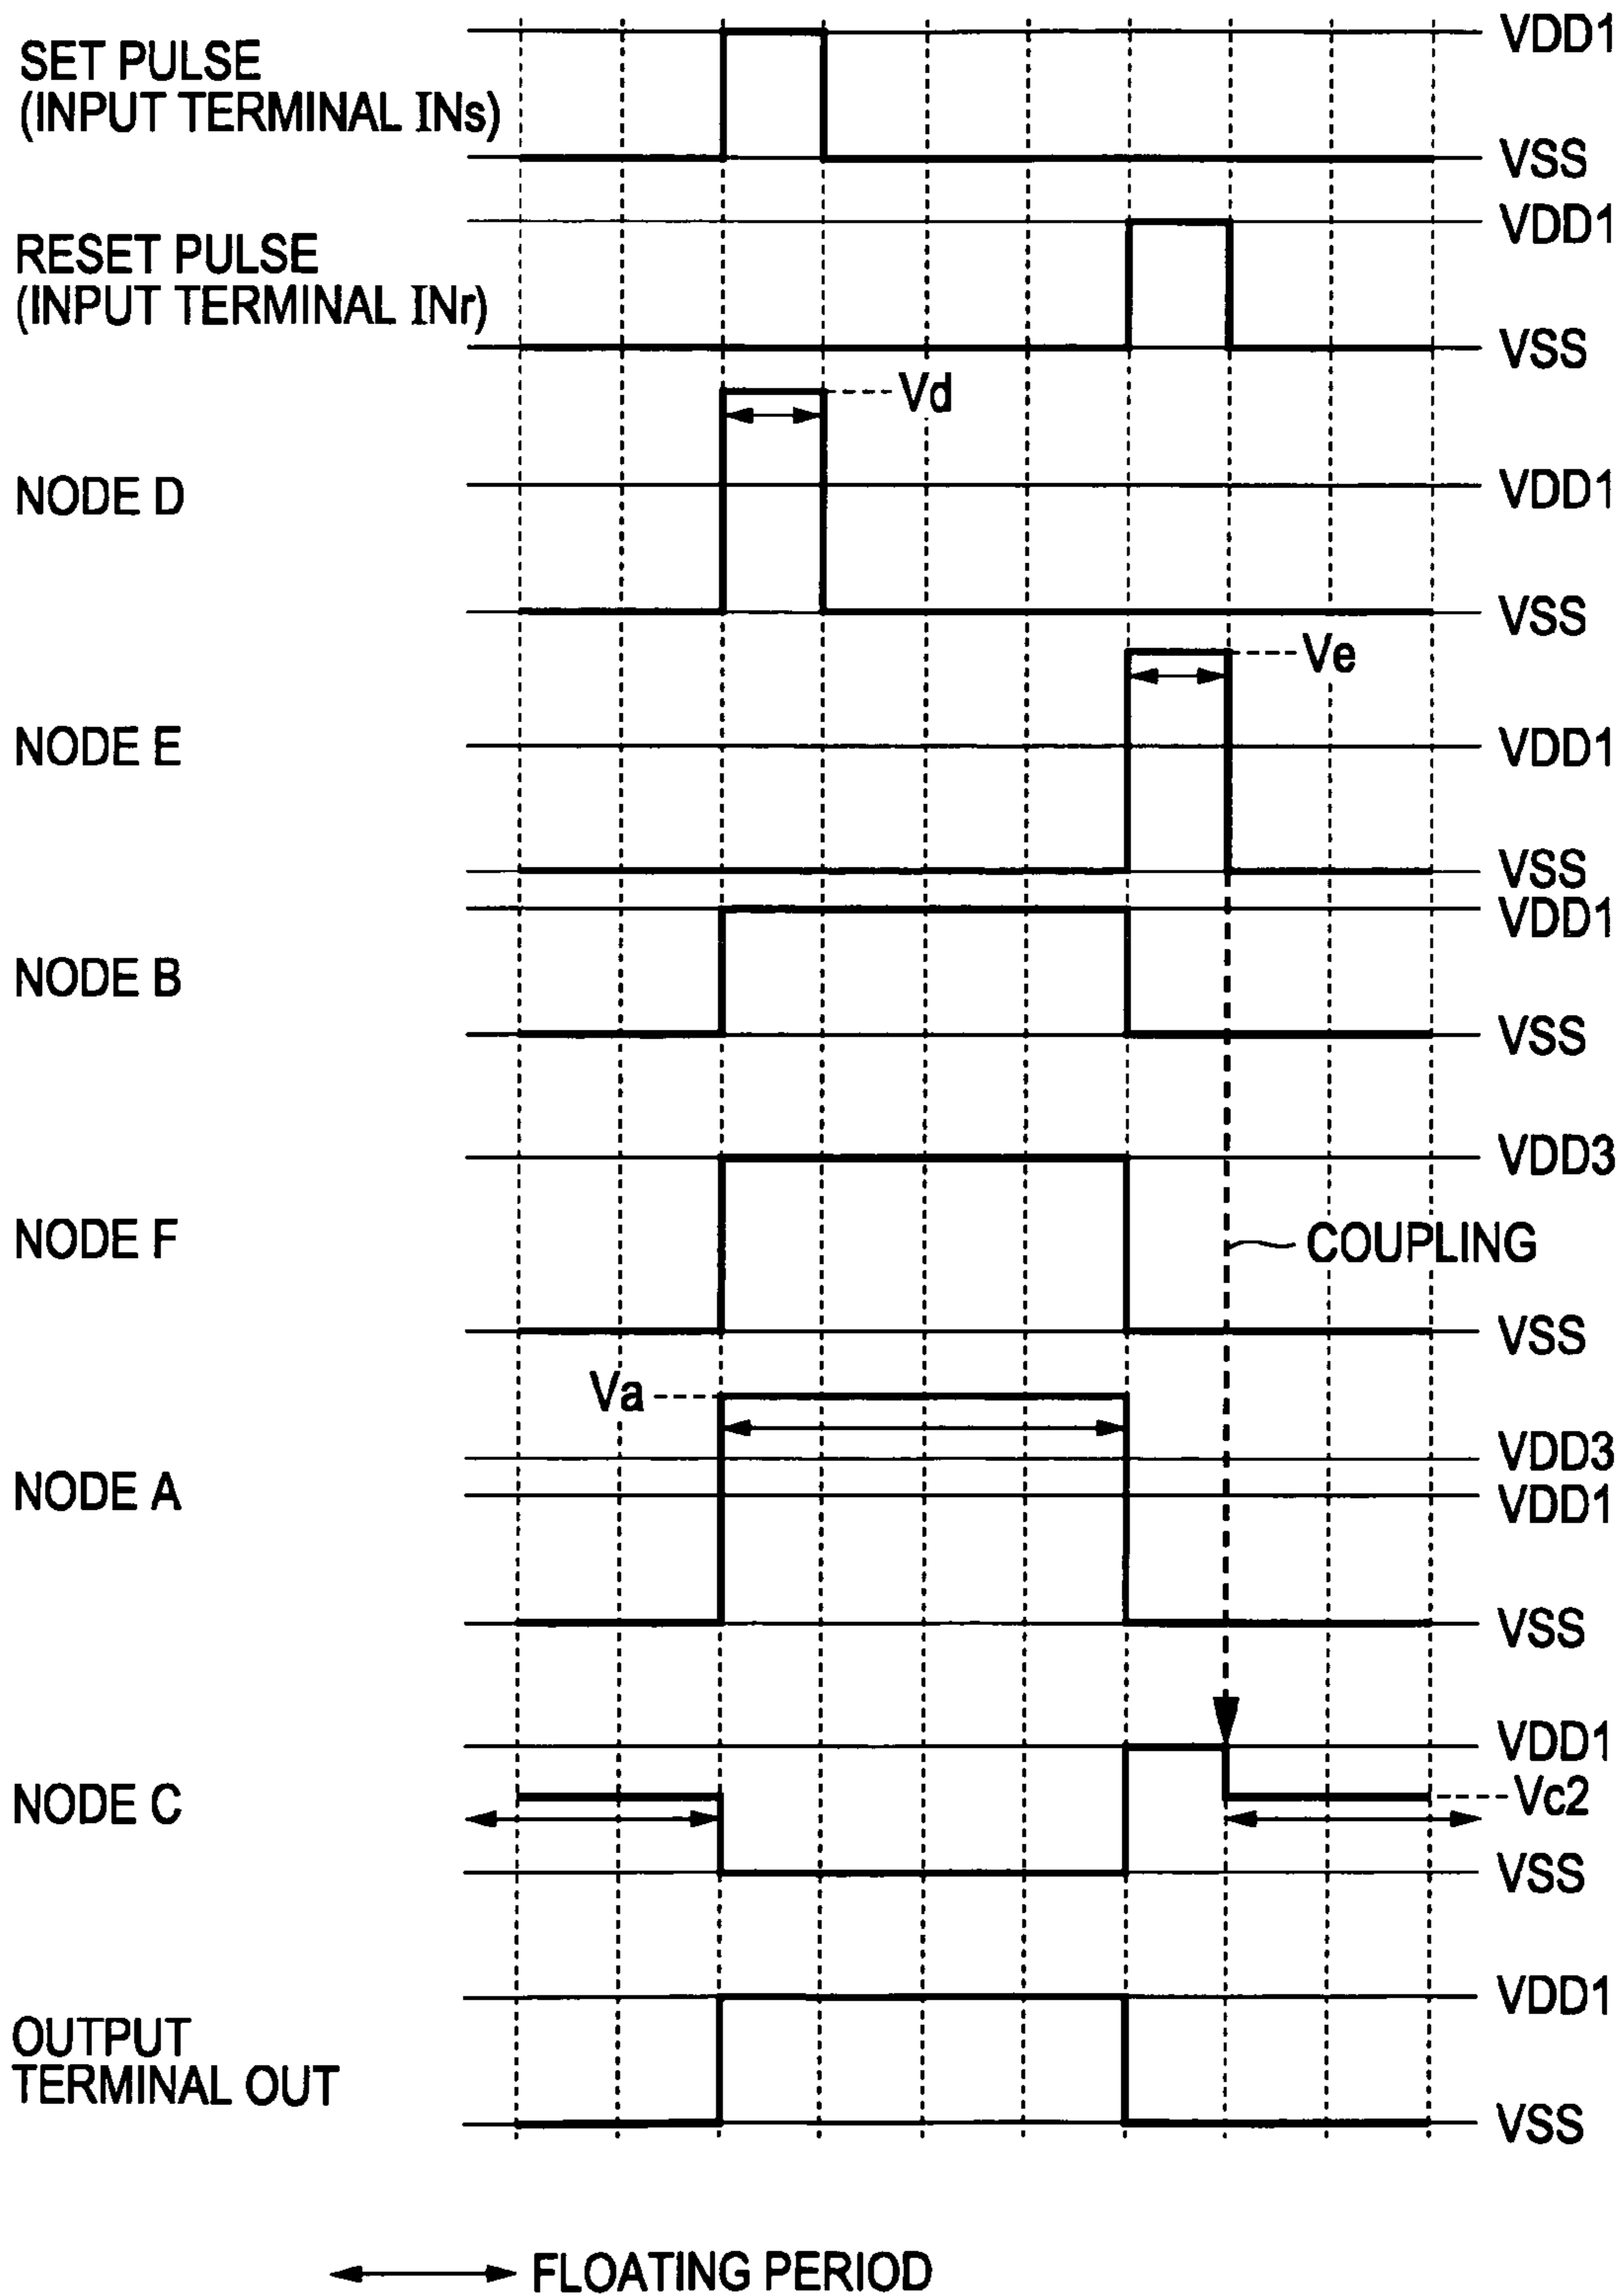 SET PULSE
(INPUT TERMINAL INs)
VDD1
VSS
RESET PULSE
(INPUT TERMINAL INr)
VDD1
VSS
NODE D
Vd
VDD1
VSS
NODE E
Ve
VDD1
VSS
NODE B
VDD1
VSS
NODE F
VDD3
COUPLING
VSS
NODE A
Va
VDD3
VDD1
VSS
NODE C
VDD1
Vc2
VSS
OUTPUT
TERMINAL OUT
VDD1
VSS
FLOATING PERIOD